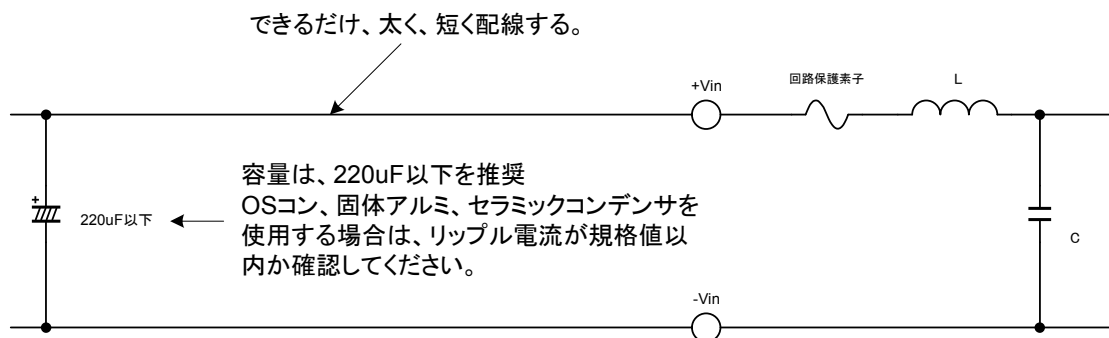 できるだけ、太く、短く配線する。
+Vin
回路保護素子
L
容量は、220uF以下を推奨
OSコン、固体アルミ、セラミックコンデンサを
使用する場合は、リップル電流が規格値以
内か確認してください。
+
220uF以下
C
-Vin